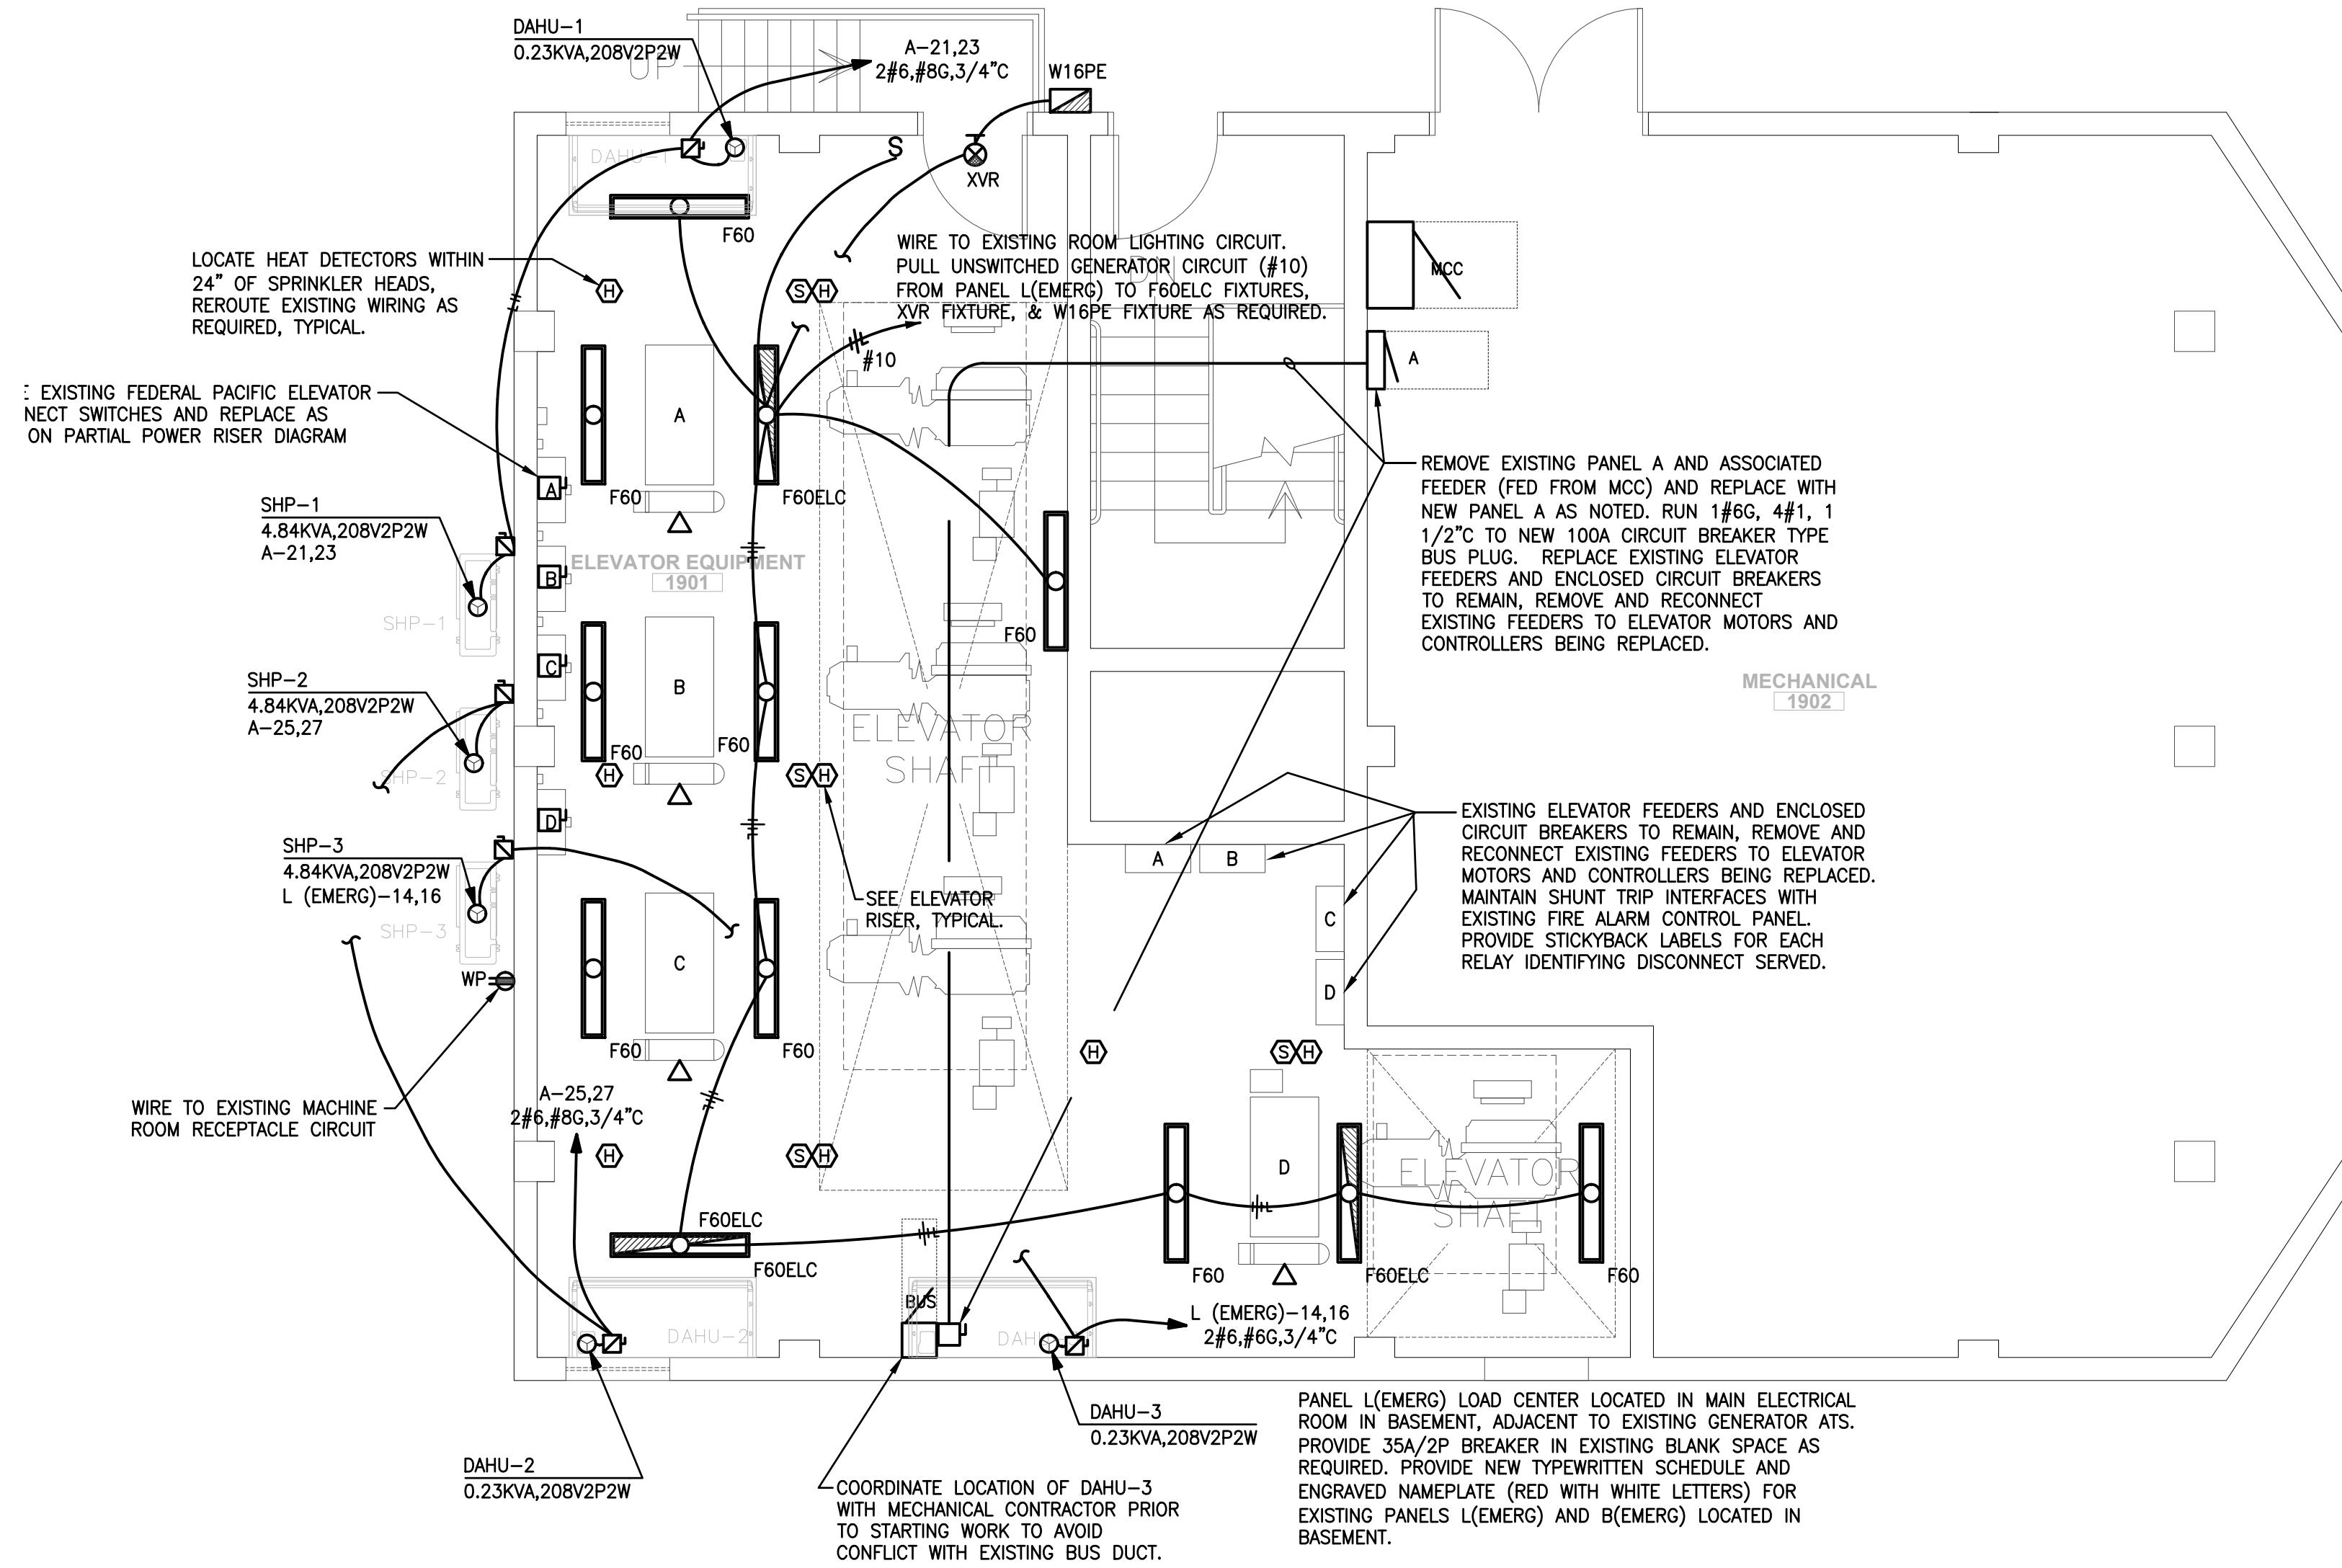 DAHU-1
0.23KVA,208V2P2W
UP
A-21,23
2#6,#8G,3/4"C
W16PE
DAHU-1
S
XVR
F60
LOCATE HEAT DETECTORS WITHIN
24" OF SPRINKLER HEADS,
REROUTE EXISTING WIRING AS
REQUIRED, TYPICAL.
H
S H
WIRE TO EXISTING ROOM LIGHTING CIRCUIT.
PULL UNSWITCHED GENERATOR CIRCUIT (#10)
FROM PANEL L(EMERG) TO F60ELC FIXTURES,
XVR FIXTURE, & W16PE FIXTURE AS REQUIRED.
DN
MCC
#10
A
EXISTING FEDERAL PACIFIC ELEVATOR
NECT SWITCHES AND REPLACE AS
ON PARTIAL POWER RISER DIAGRAM
A
A
F60
F60ELC
REMOVE EXISTING PANEL A AND ASSOCIATED
FEEDER (FED FROM MCC) AND REPLACE WITH
NEW PANEL A AS NOTED. RUN 1#6G, 4#1, 1
1/2"C TO NEW 100A CIRCUIT BREAKER TYPE
BUS PLUG. REPLACE EXISTING ELEVATOR
FEEDERS AND ENCLOSED CIRCUIT BREAKERS
TO REMAIN, REMOVE AND RECONNECT
EXISTING FEEDERS TO ELEVATOR MOTORS AND
CONTROLLERS BEING REPLACED.
SHP-1
4.84KVA,208V2P2W
A-21,23
ELEVATOR EQUIPMENT
1901
B
SHP-1
F60
C
B
SHP-2
4.84KVA,208V2P2W
A-25,27
MECHANICAL
1902
ELEVATOR
SHAFT
F60
F60
H
S H
SHP-2
D
EXISTING ELEVATOR FEEDERS AND ENCLOSED
CIRCUIT BREAKERS TO REMAIN, REMOVE AND
RECONNECT EXISTING FEEDERS TO ELEVATOR
MOTORS AND CONTROLLERS BEING REPLACED.
MAINTAIN SHUNT TRIP INTERFACES WITH
EXISTING FIRE ALARM CONTROL PANEL.
PROVIDE STICKYBACK LABELS FOR EACH
RELAY IDENTIFYING DISCONNECT SERVED.
SHP-3
4.84KVA,208V2P2W
L (EMERG)-14,16
A
B
SEE ELEVATOR
RISER, TYPICAL.
C
SHP-3
C
D
WP
F60
F60
H
S H
WIRE TO EXISTING MACHINE
ROOM RECEPTACLE CIRCUIT
A-25,27
2#6,#8G,3/4"C
H
S H
D
ELEVATOR
SHAFT
F60ELC
F60ELC
F60
F60ELC
F60
BUS
DAHU-2
DAHU-
L (EMERG)-14,16
2#6,#6G,3/4"C
DAHU-3
0.23KVA,208V2P2W
PANEL L(EMERG) LOAD CENTER LOCATED IN MAIN ELECTRICAL
ROOM IN BASEMENT, ADJACENT TO EXISTING GENERATOR ATS.
PROVIDE 35A/2P BREAKER IN EXISTING BLANK SPACE AS
REQUIRED. PROVIDE NEW TYPEWRITTEN SCHEDULE AND
ENGRAVED NAMEPLATE (RED WITH WHITE LETTERS) FOR
EXISTING PANELS L(EMERG) AND B(EMERG) LOCATED IN
BASEMENT.
DAHU-2
0.23KVA,208V2P2W
COORDINATE LOCATION OF DAHU-3
WITH MECHANICAL CONTRACTOR PRIOR
TO STARTING WORK TO AVOID
CONFLICT WITH EXISTING BUS DUCT.